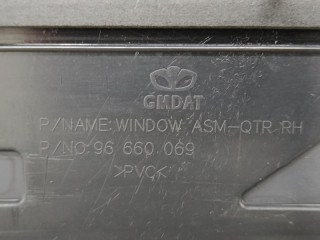 GMDAT
P/NAME:WINDOW ASM-QTR RH
P/NO:96 660 069
>PVC<